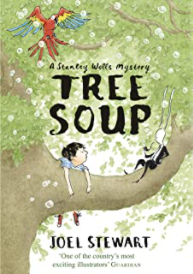 A Stanley Wells Mystery
TREE
SOUP
JOEL STEWART
'One of the country's most
exciting illustrators' GUARDIAN